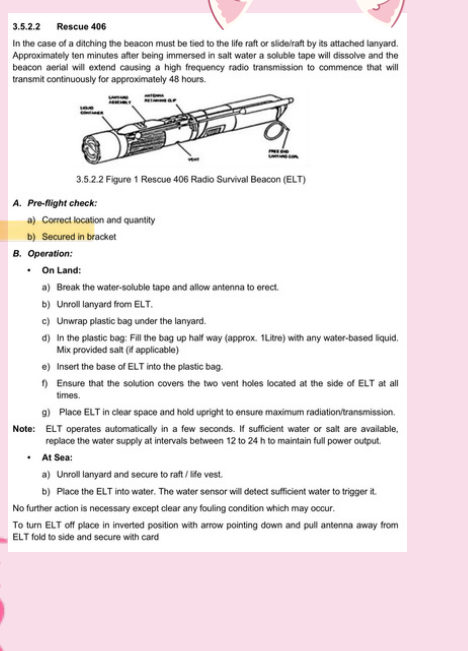 3.5.2.2 Rescue 406
In the case of a ditching the beacon must be tied to the life raft or slide/raft by its attached lanyard.
Approximately ten minutes after being immersed in salt water a soluble tape will dissolve and the
beacon aerial will extend causing a high frequency radio transmission to commence that will
transmit continuously for approximately 48 hours.
LANYARD
ASSEMBLY
ANTENNA
RETAINING CLIP
LIQUID
CONTAINER
VENT
FREE END
LANYARD COIL
3.5.2.2 Figure 1 Rescue 406 Radio Survival Beacon (ELT)
A. Pre-flight check:
a) Correct location and quantity
b) Secured in bracket
B. Operation:
• On Land:
a) Break the water-soluble tape and allow antenna to erect.
b) Unroll lanyard from ELT.
c) Unwrap plastic bag under the lanyard.
d) In the plastic bag: Fill the bag up half way (approx. 1Litre) with any water-based liquid.
Mix provided salt (if applicable)
e) Insert the base of ELT into the plastic bag.
f) Ensure that the solution covers the two vent holes located at the side of ELT at all
times.
g) Place ELT in clear space and hold upright to ensure maximum radiation/transmission.
Note: ELT operates automatically in a few seconds. If sufficient water or salt are available,
replace the water supply at intervals between 12 to 24 h to maintain full power output.
• At Sea:
a) Unroll lanyard and secure to raft / life vest.
b) Place the ELT into water. The water sensor will detect sufficient water to trigger it.
No further action is necessary except clear any fouling condition which may occur.
To turn ELT off place in inverted position with arrow pointing down and pull antenna away from
ELT fold to side and secure with card